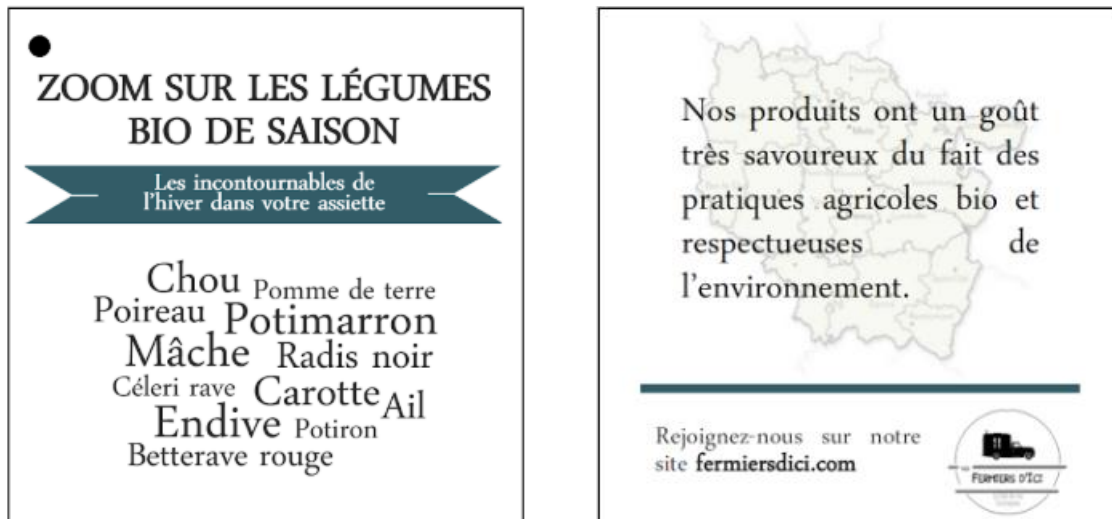 ZOOM SUR LES LÉGUMES
BIO DE SAISON
Les incontournables de
l'hiver dans votre assiette
Chou Pomme de terre
Poireau Potimarron
Mâche Radis noir
Céleri rave Carotte Ail
Endive Potiron
Betterave rouge
Nos produits ont un goût
très savoureux du fait des
pratiques agricoles bio et
respectueuses de
l'environnement.
Rejoignez-nous sur notre
site fermiersdici.com
FERMIERS D'ICI